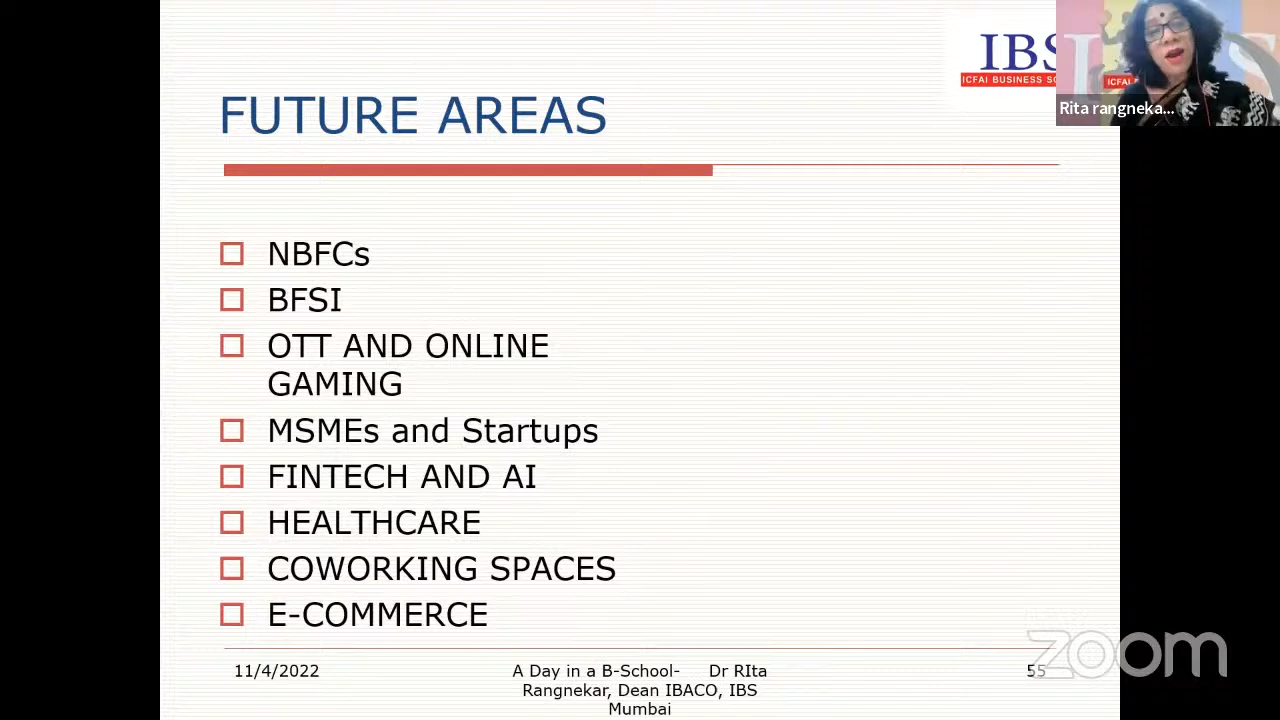 IBS
ICFAI BUSINESS SC
ICFAI
S
Rita rangneka...
FUTURE AREAS
NBFCs
BFSI
OTT AND ONLINE
GAMING
MSMEs and Startups
FINTECH AND AI
HEALTHCARE
COWORKING SPACES
E-COMMERCE
11/4/2022
A Day in a B-School- Dr RIta
Rangnekar, Dean IBACO, IBS
Mumbai
55
zoom